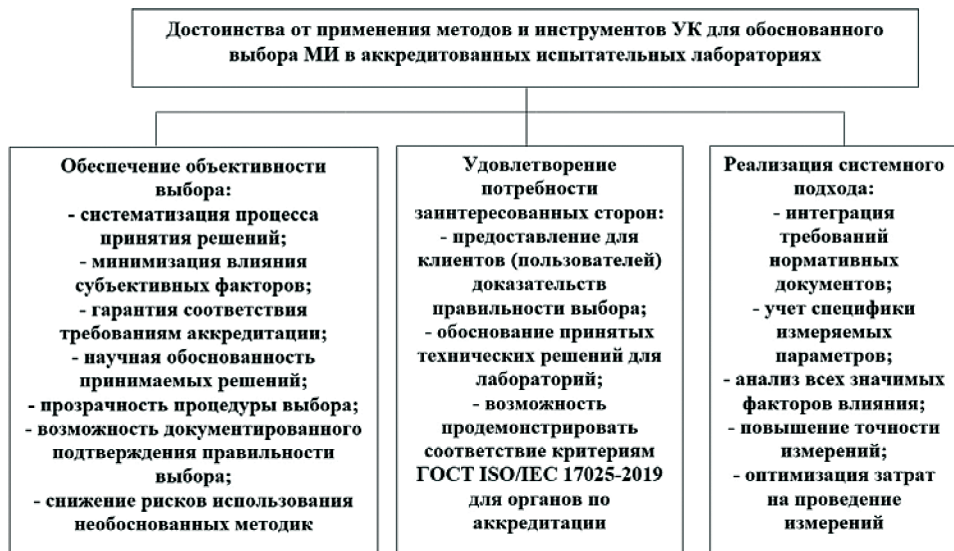 Достоинства от применения методов и инструментов УК для обоснованного
выбора МИ в аккредитованных испытательных лабораториях
Обеспечение объективности
выбора:
- систематизация процесса
принятия решений;
- минимизация влияния
субъективных факторов;
- гарантия соответствия
требованиям аккредитации;
- научная обоснованность
принимаемых решений;
- прозрачность процедуры выбора;
- возможность документированного
подтверждения правильности
выбора;
- снижение рисков использования
необоснованных методик
Удовлетворение
потребности
заинтересованных сторон:
- предоставление для
клиентов (пользователей)
доказательств
правильности выбора;
- обоснование принятых
технических решений для
лабораторий;
- возможность
продемонстрировать
соответствие критериям
ГОСТ ISO/IEC 17025-2019
для органов по
аккредитации
Реализация системного
подхода:
- интеграция
требований
нормативных
документов;
- учет специфики
измеряемых
параметров;
- анализ всех значимых
факторов влияния;
- повышение точности
измерений;
- оптимизация затрат
на проведение
измерений